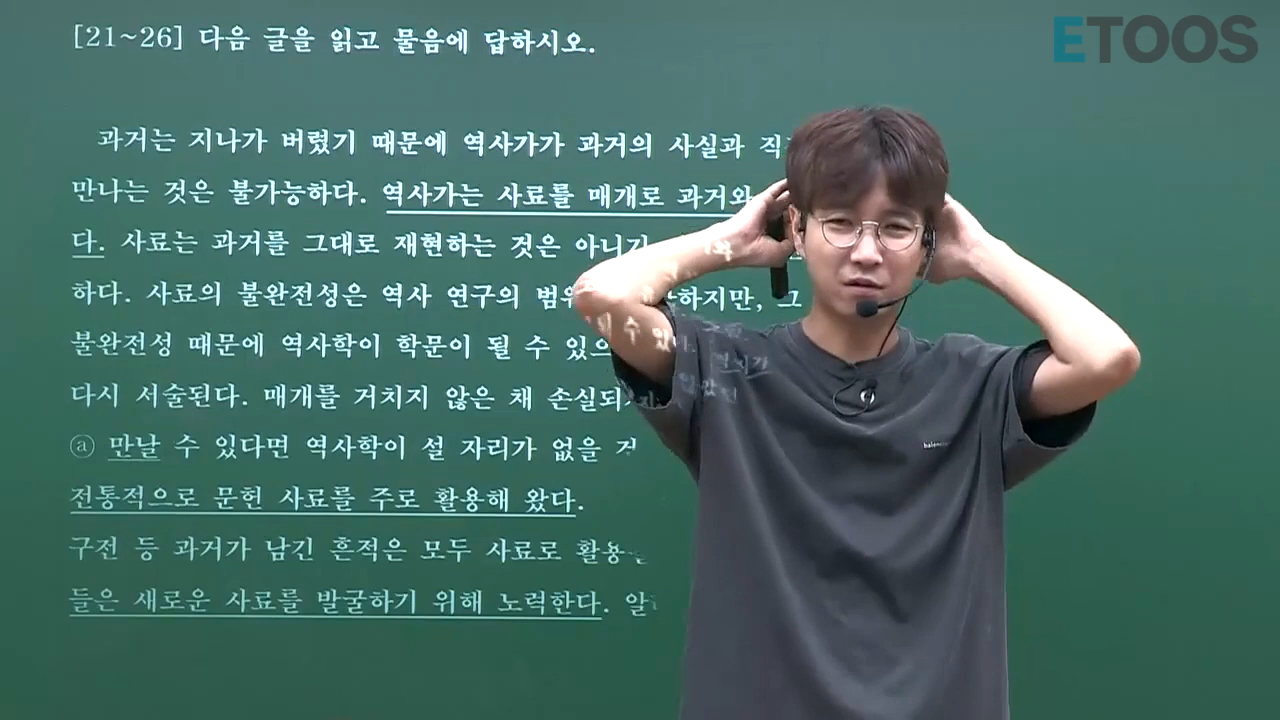 ETOOS
[21~26] 다음 글을 읽고 물음에 답하시오.
과거는 지나가 버렸기 때문에 역사가가 과거의 사실과
만나는 것은 불가능하다. 역사가는 사료를 매개로 과거와
다. 사료는 과거를 그대로 재현하는 것은 아니기
하다. 사료의 불완전성은 역사 연구의 범위 하지만, 그
불완전성 때문에 역사학이 학문이 될 수 있
다시 서술된다. 매개를 거치지 않은 채 손실되
ⓐ 만날 수 있다면 역사학이 설 자리가 없을
전통적으로 문헌 사료를 주로 활용해 왔다.
구전 등 과거가 남긴 흔적은 모두 사료로
들은 새로운 사료를 발굴하기 위해 노력한다.